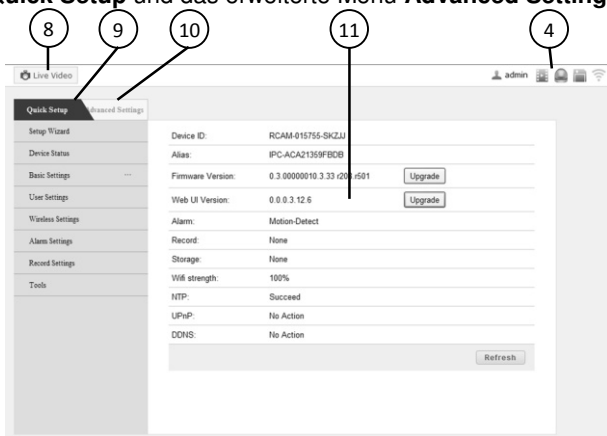 uick Setup und das erweiterte Menü Advanced Setting
8 9 10 11 4
Live Video
admin
Quick Setup
dvanced Settings
Setup Wizard
Device Status
Basic Settings ---
User Settings
Wireless Settings
Alarm Settings
Record Settings
Tools
Device ID: RCAM-015755-SKZJJ
Alias: IPC-ACA21359FBDB
Firmware Version: 0.3.00000010.3.33 r203.r501 Upgrade
Web UI Version: 0.0.0.3.12.6 Upgrade
Alarm: Motion-Detect
Record: None
Storage: None
Wifi strength: 100%
NTP: Succeed
UPnP: No Action
DDNS: No Action
Refresh